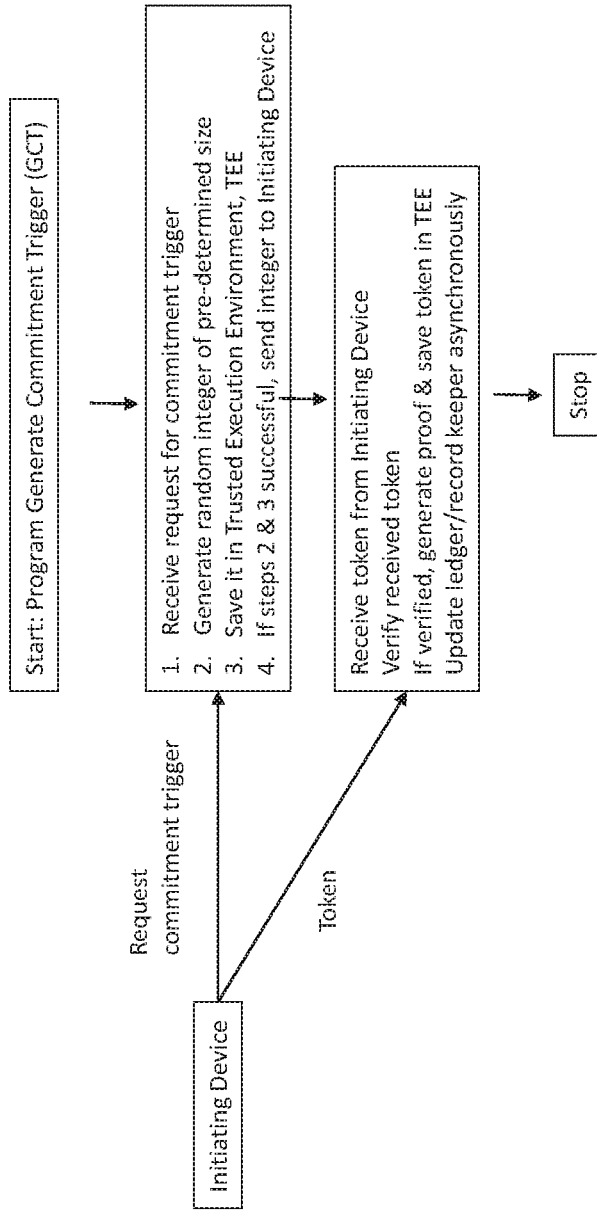 Start: Program Generate Commitment Trigger (GCT)
Initiating Device
Request
commitment trigger
Token
1. Receive request for commitment trigger
2. Generate random integer of pre-determined size
3. Save it in Trusted Execution Environment, TEE
4. If steps 2 & 3 successful, send integer to Initiating Device
Receive token from Initiating Device
Verify received token
If verified, generate proof & save token in TEE
Update ledger/record keeper asynchronously
Stop